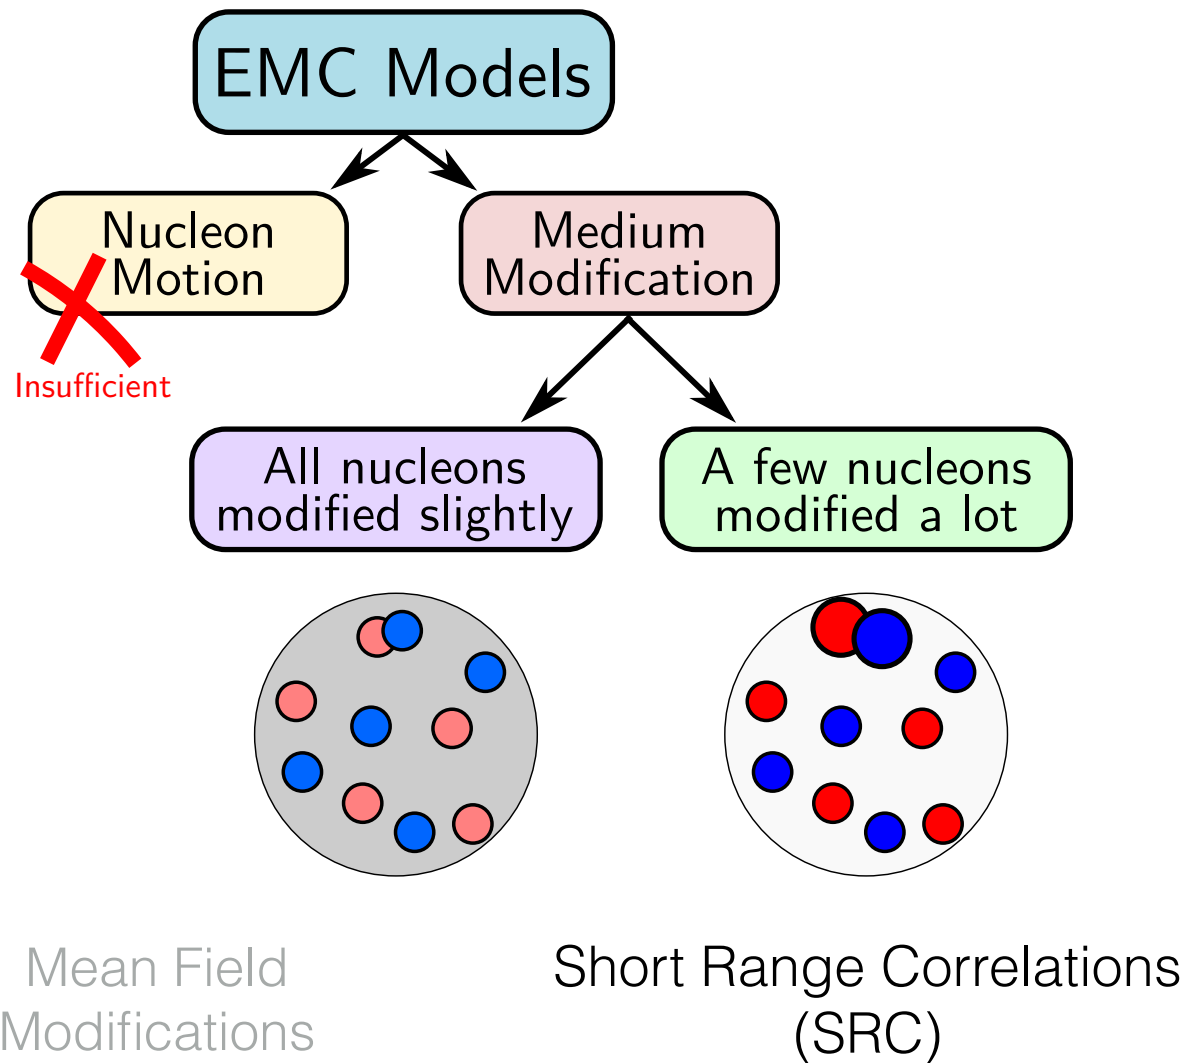 EMC Models
Nucleon
Motion
Medium
Modification
Insufficient
All nucleons
modified slightly
A few nucleons
modified a lot
Mean Field
Modifications
Short Range Correlations
(SRC)